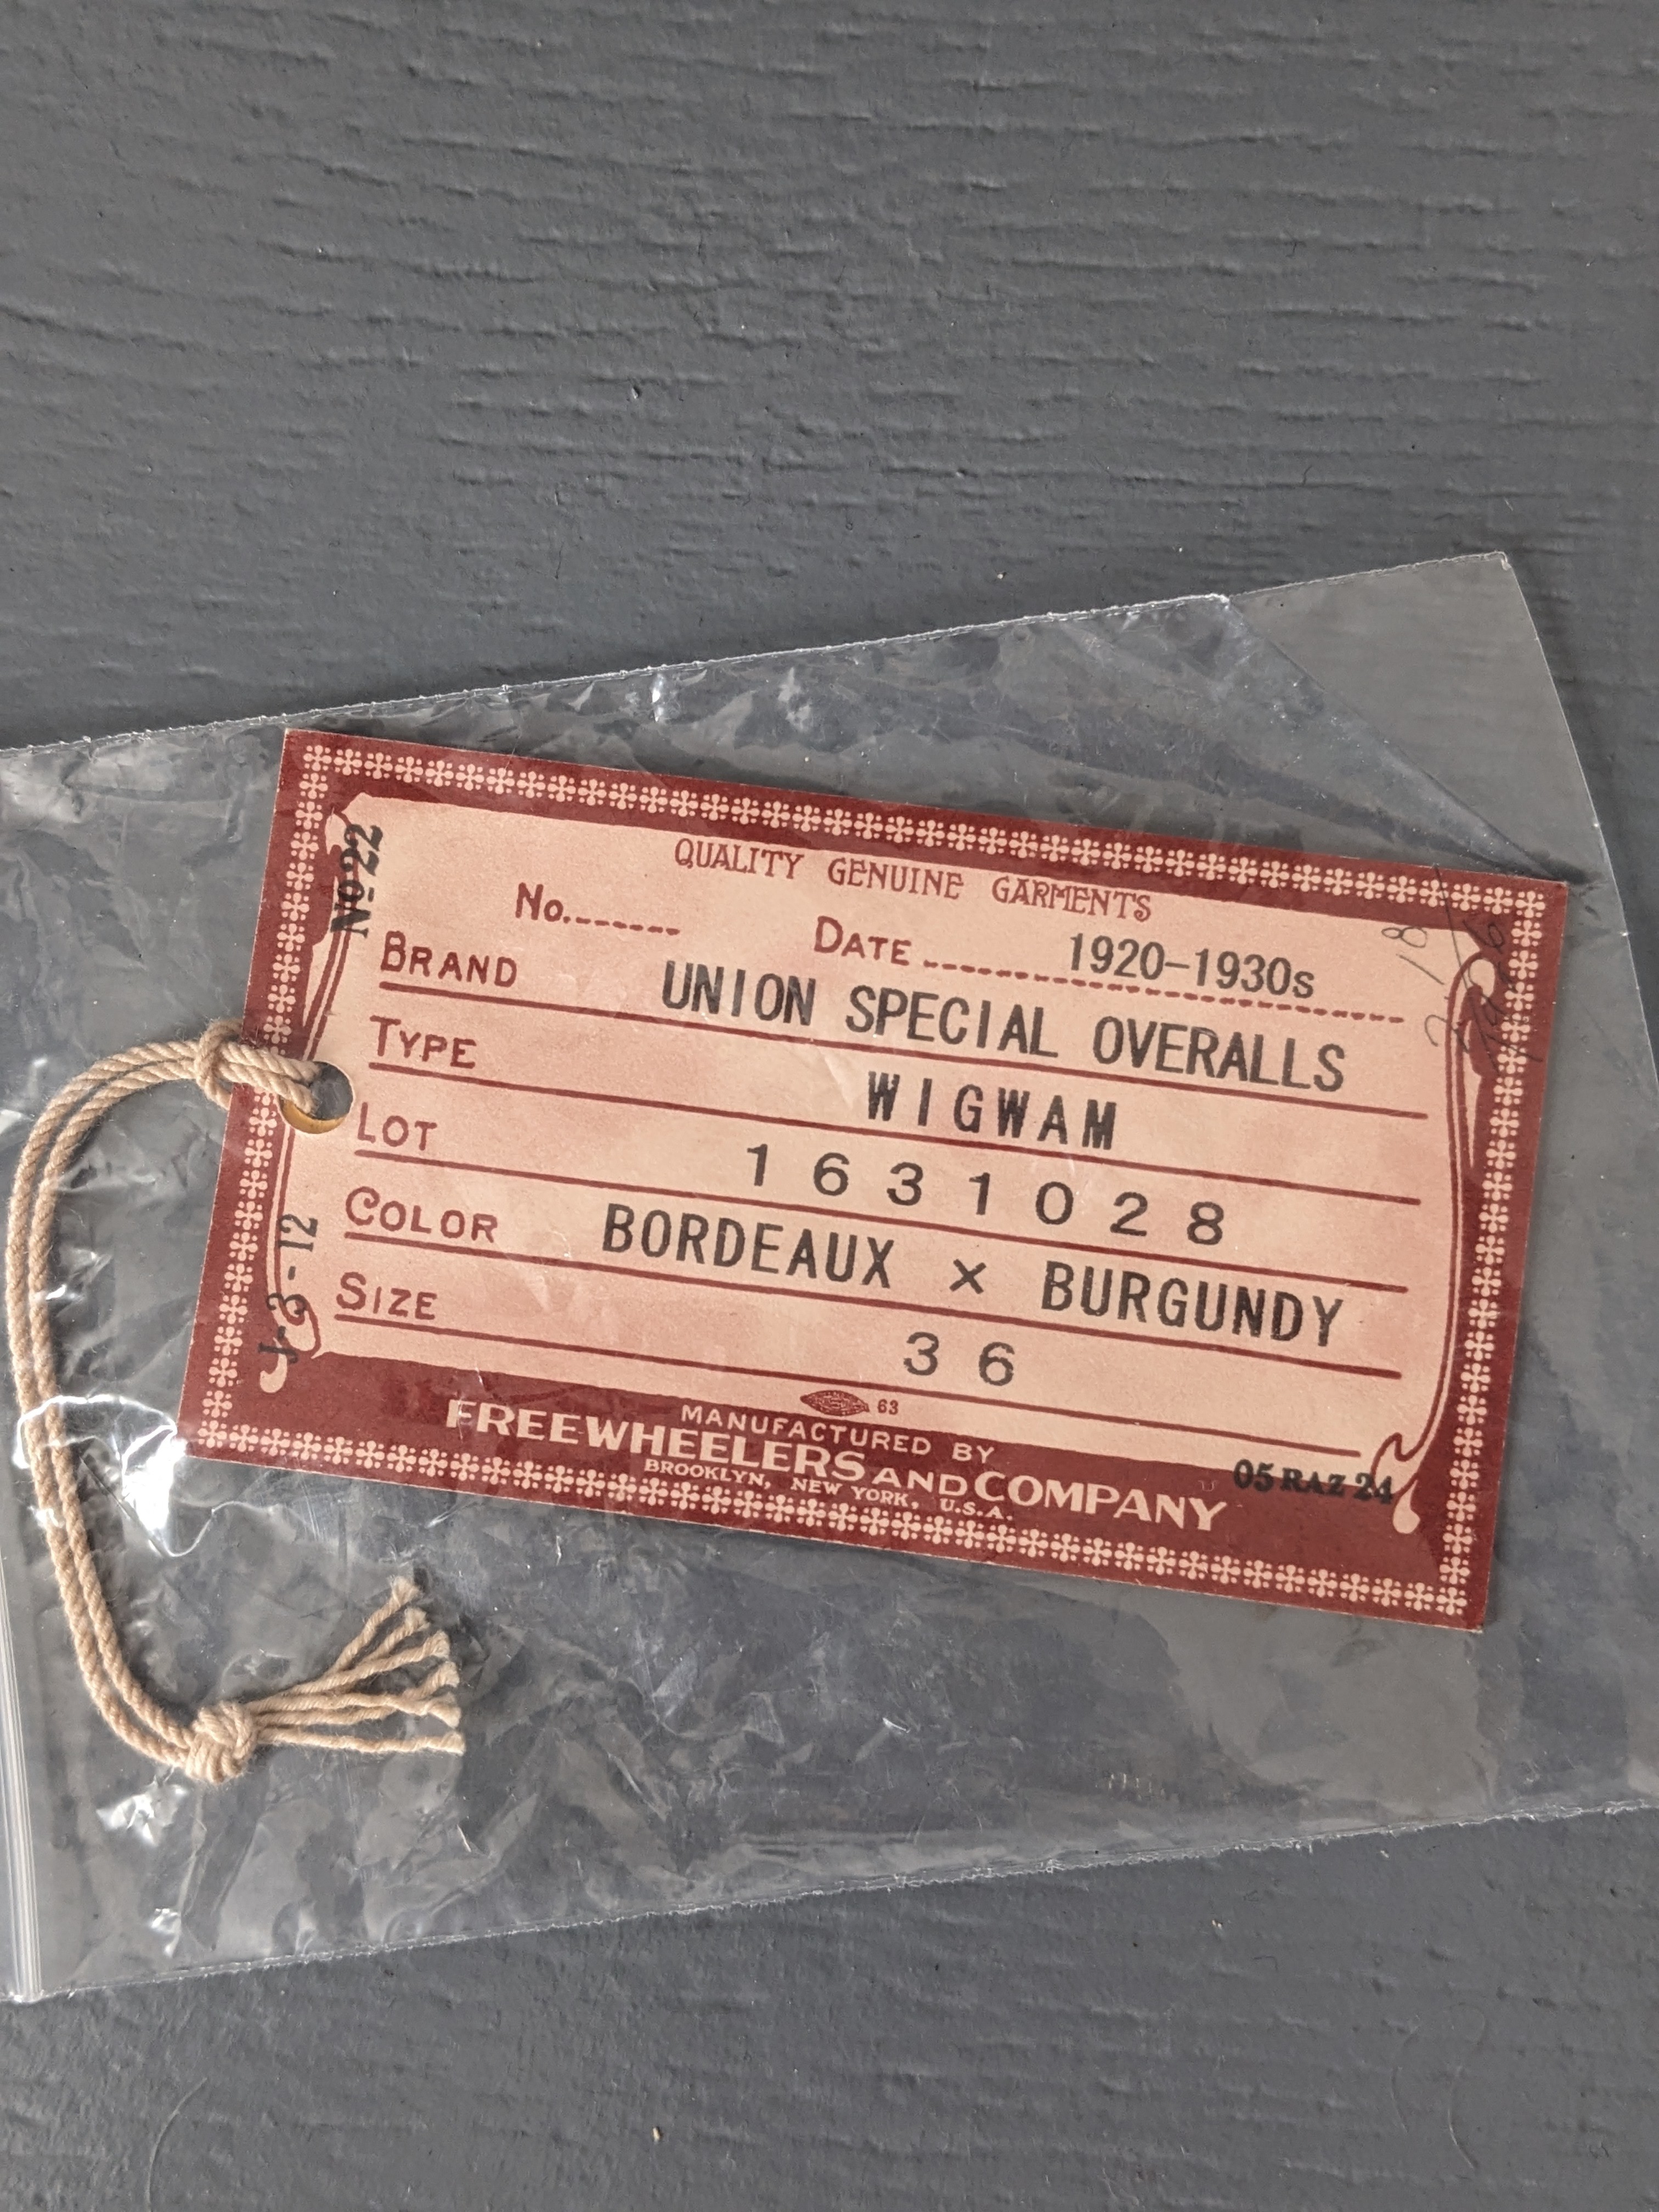 QUALITY GENUINE GARMENTS
No.
DATE 1920-1930s
BRAND UNION SPECIAL OVERALLS
TYPE WIGWAM
LOT 1631028
COLOR BORDEAUX × BURGUNDY
SIZE 36
63
MANUFACTURED BY
FREEWHEELERS AND COMPANY
BROOKLYN, NEW YORK, U.S.A.
No 22
J-3-12
05 RAZ 24